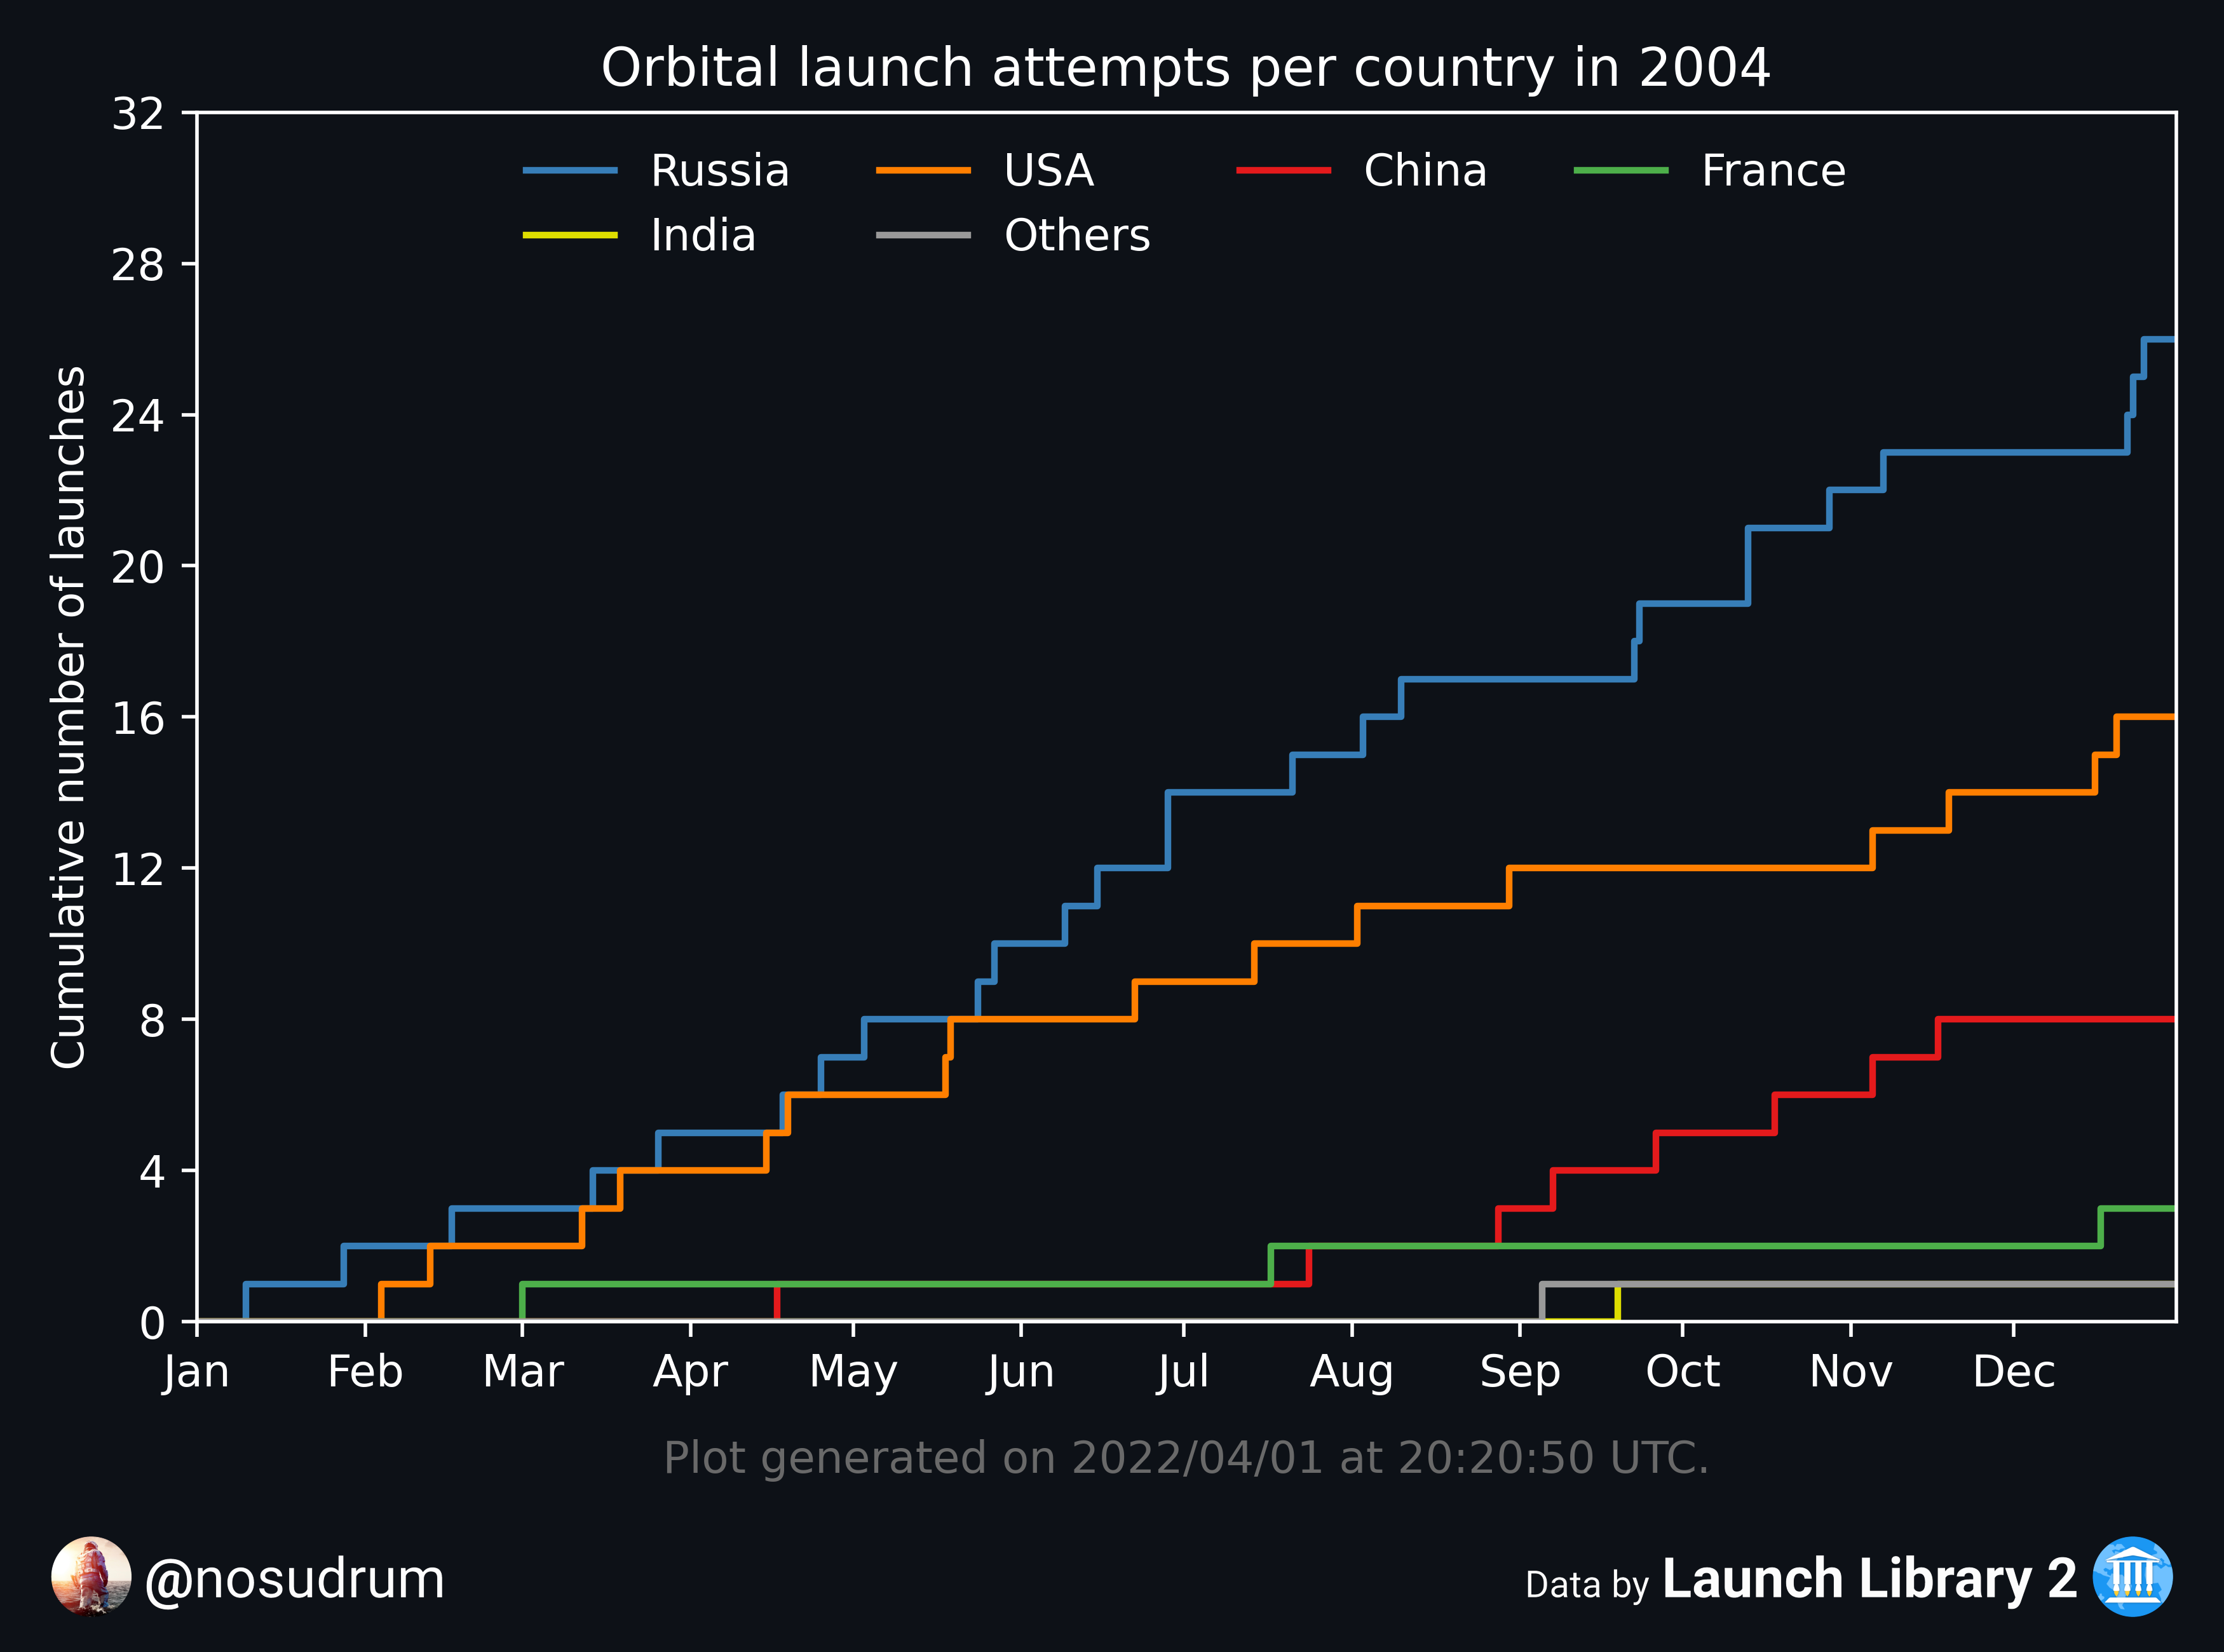 Orbital launch attempts per country in 2004
Russia USA China France
India Others
Cumulative number of launches
32
28
24
20
16
12
8
4
0
Jan Feb Mar Apr May Jun Jul Aug Sep Oct Nov Dec
Plot generated on 2022/04/01 at 20:20:50 UTC.
@nosudrum
Data by Launch Library 2